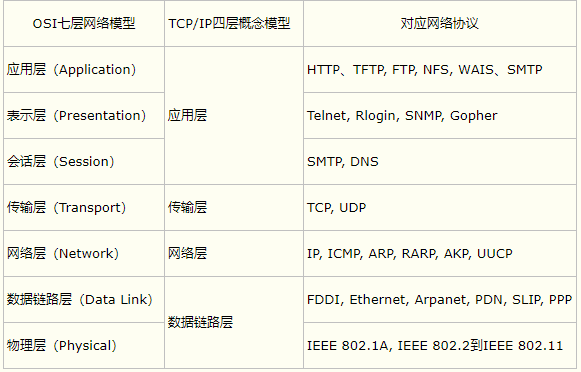 OSI七层网络模型 TCP/IP四层概念模型 对应网络协议
应用层（Application） 应用层 HTTP、TFTP, FTP, NFS, WAIS、SMTP
表示层（Presentation） Telnet, Rlogin, SNMP, Gopher
会话层（Session） SMTP, DNS
传输层（Transport） 传输层 TCP, UDP
网络层（Network） 网络层 IP, ICMP, ARP, RARP, AKP, UUCP
数据链路层（Data Link） 数据链路层 FDDI, Ethernet, Arpanet, PDN, SLIP, PPP
物理层（Physical） IEEE 802.1A, IEEE 802.2到IEEE 802.11